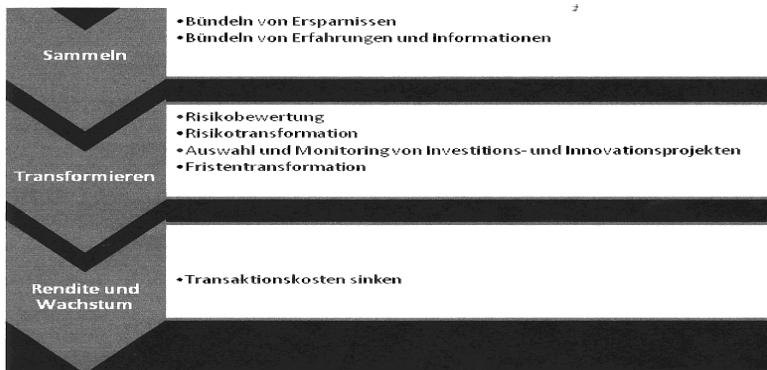 •Bündeln von Ersparnissen
•Bündeln von Erfahrungen und Informationen
Sammeln
•Risikobewertung
•Risikotransformation
•Auswahl und Monitoring von Investitions- und Innovationsprojekten
•Fristentransformation
Transformieren
•Transaktionskosten sinken
Rendite und
Wachstum